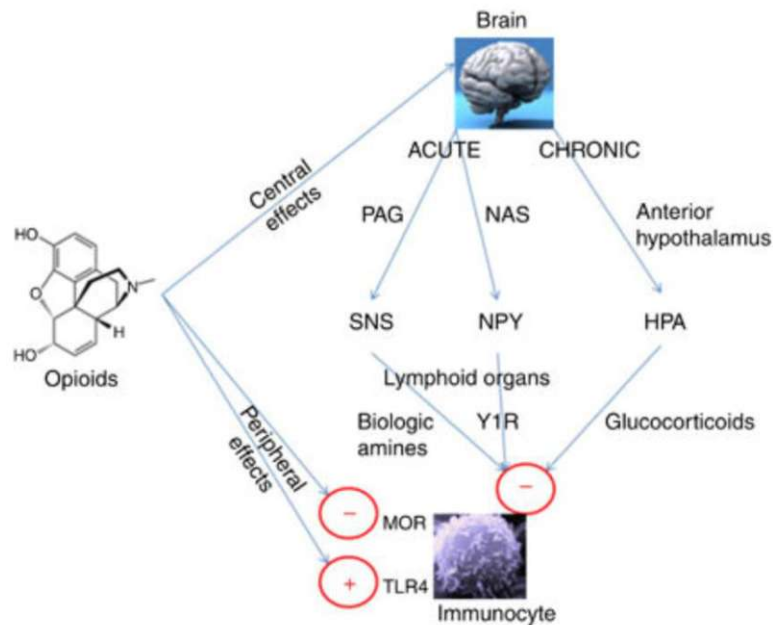 Brain
ACUTE
CHRONIC
Central
effects
PAG
NAS
Anterior
hypothalamus
HO
O
N
H
HO
Opioids
SNS
NPY
HPA
Lymphoid organs
Biologic
amines
Y1R
Glucocorticoids
Peripheral
effects
−
−
MOR
+
TLR4
Immunocyte